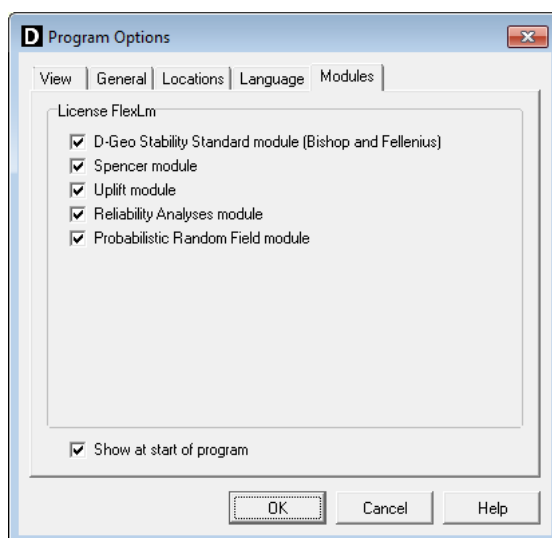 D Program Options
View General Locations Language Modules
License FlexLm
D-Geo Stability Standard module (Bishop and Fellenius)
Spencer module
Uplift module
Reliability Analyses module
Probabilistic Random Field module
Show at start of program
OK Cancel Help